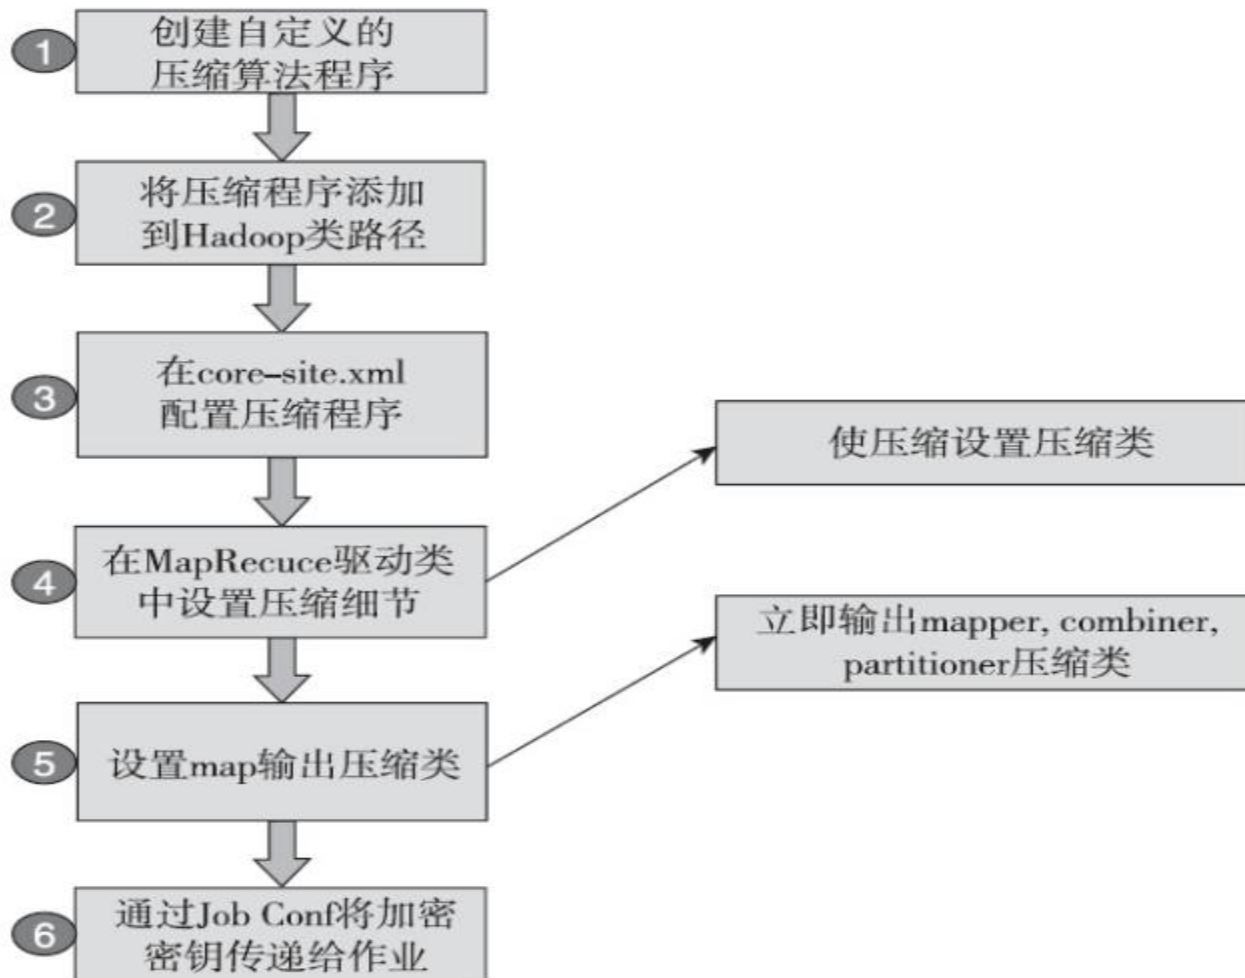 1
创建自定义的
压缩算法程序
2
将压缩程序添加
到Hadoop类路径
3
在core–site.xml
配置压缩程序
4
在MapRecuce驱动类
中设置压缩细节
使压缩设置压缩类
5
设置map输出压缩类
立即输出mapper, combiner,
partitioner压缩类
6
通过Job Conf将加密
密钥传递给作业